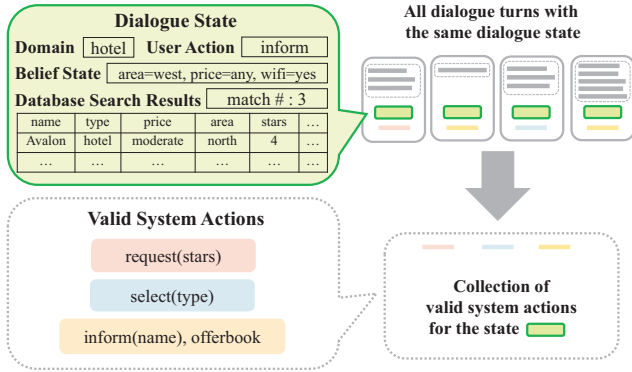 Dialogue State
Domain hotel User Action inform
Belief State area=west, price=any, wifi=yes
Database Search Results match # : 3
name type price area stars …
Avalon hotel moderate north 4 …
… … … … … …
All dialogue turns with
the same dialogue state
Valid System Actions
request(stars)
select(type)
inform(name), offerbook
Collection of
valid system actions
for the state